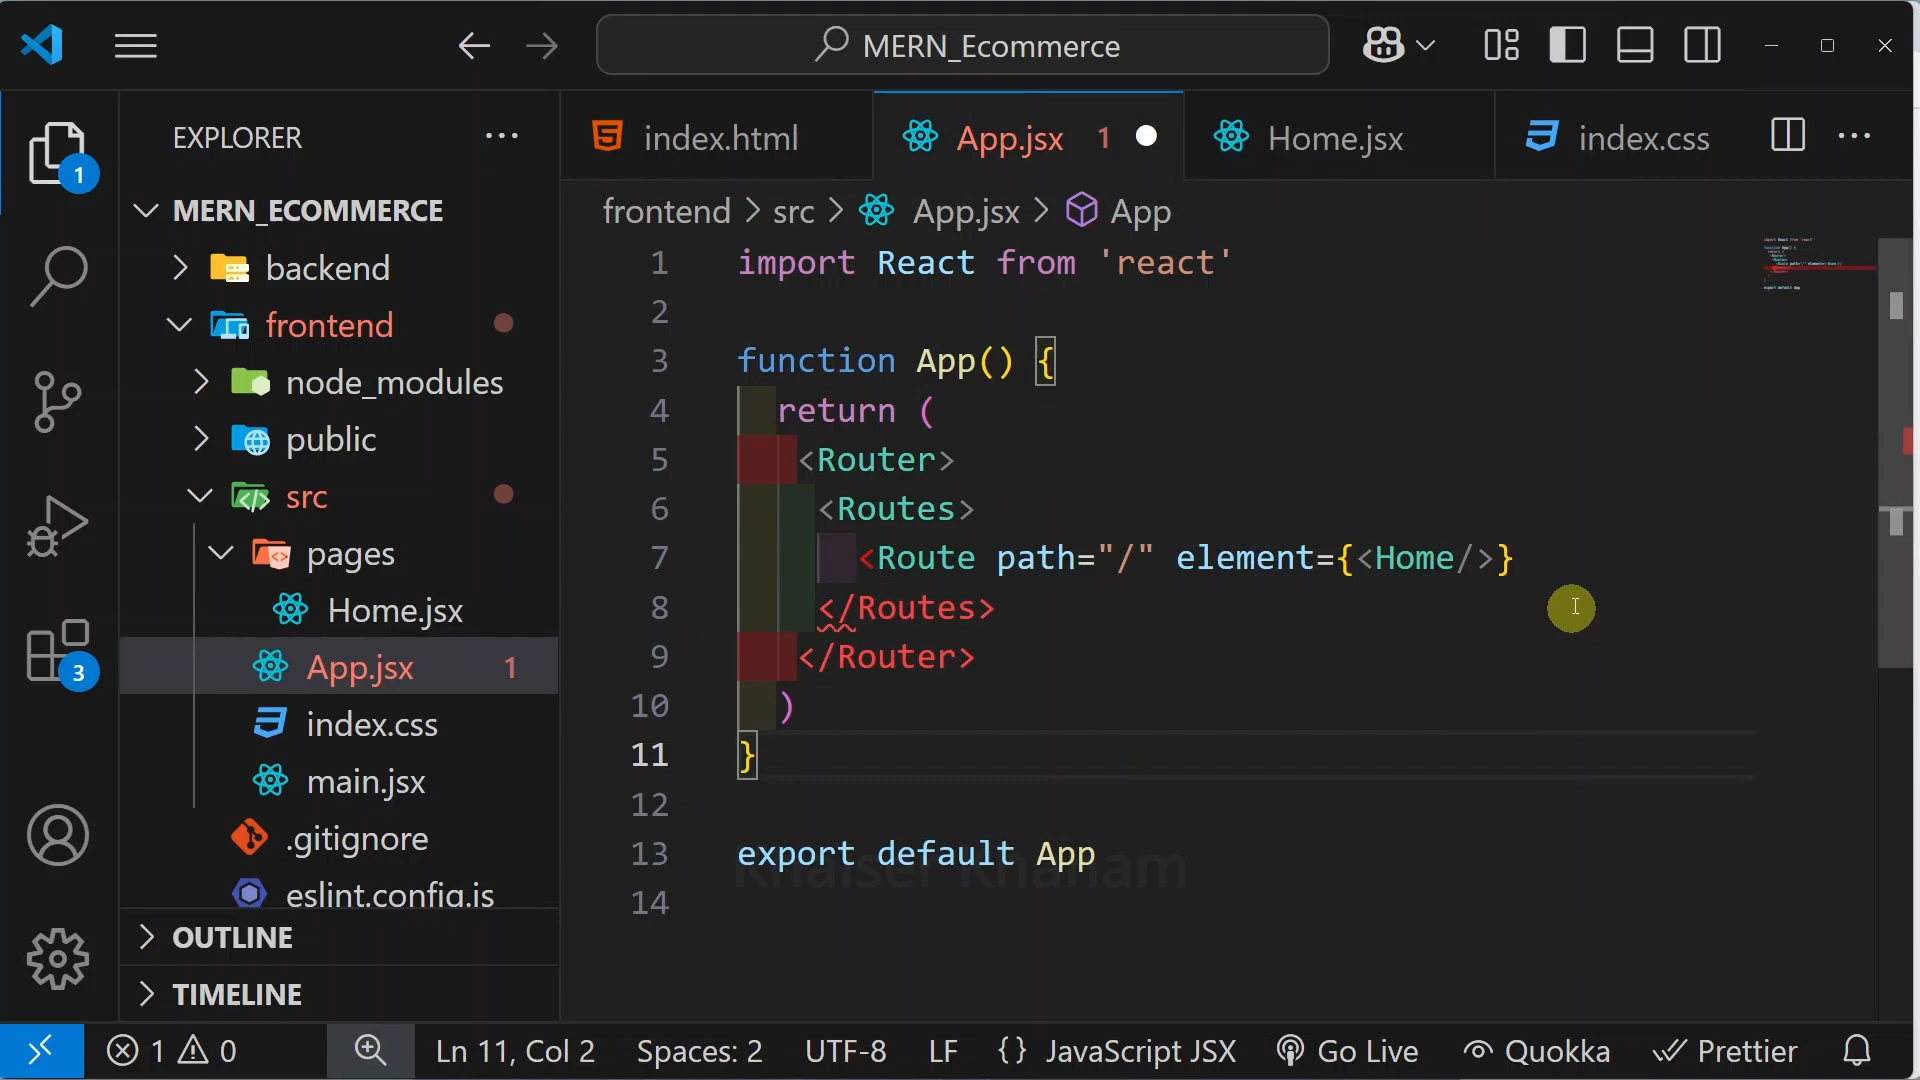 MERN_Ecommerce
EXPLORER
index.html
App.jsx 1
Home.jsx
index.css
1
MERN_ECOMMERCE
frontend > src > App.jsx > App
backend
frontend
node_modules
public
src
pages
Home.jsx
App.jsx 1
index.css
main.jsx
.gitignore
eslint.config.js
OUTLINE
TIMELINE
3
1 import React from 'react'
2
3 function App() {
4 return (
5 <Router>
6 <Routes>
7 <Route path="/" element={<Home/>}
8 </Routes>
9 </Router>
10 )
11 }
12
13 export default App
14
Khaiser Khanam
1 0
Ln 11, Col 2
Spaces: 2
UTF-8
LF
{} JavaScript JSX
Go Live
Quokka
Prettier